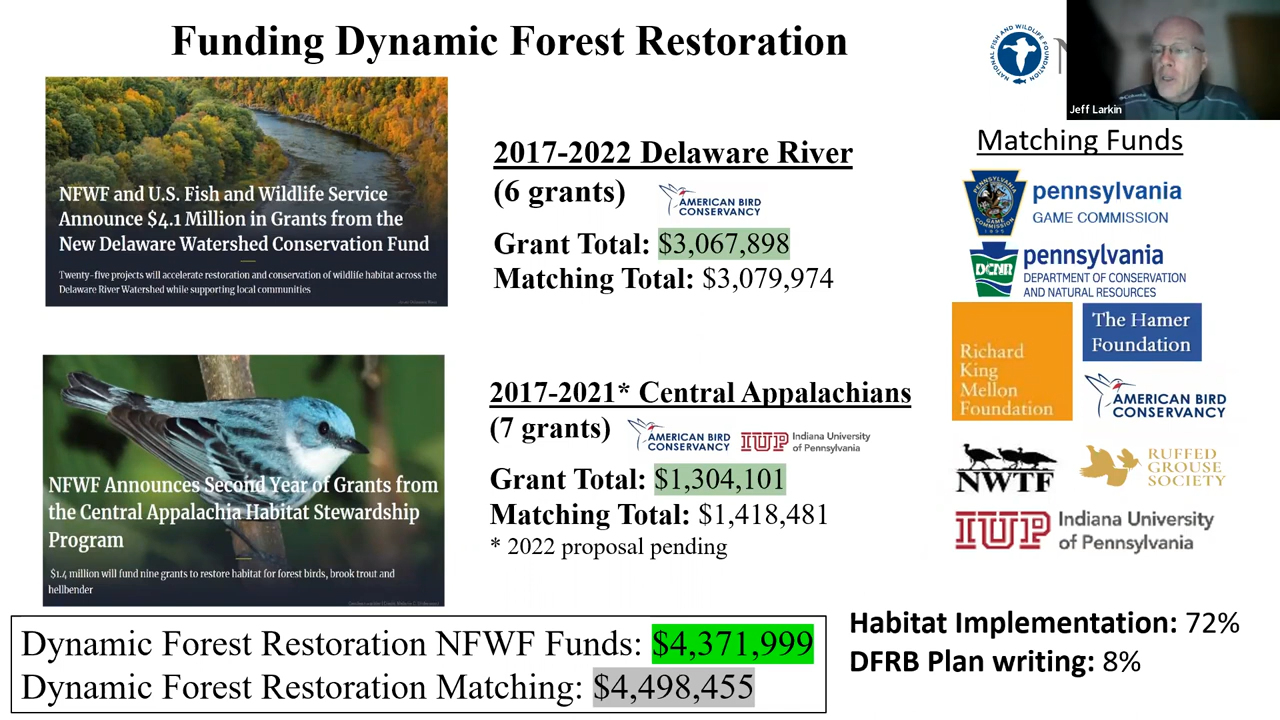 Funding Dynamic Forest Restoration
NATIONAL FISH AND WILDLIFE FOUNDATION
Jeff Larkin
NFWF and U.S. Fish and Wildlife Service
Announce $4.1 Million in Grants from the
New Delaware Watershed Conservation Fund
Twenty-five projects will accelerate restoration and conservation of wildlife habitat across the
Delaware River Watershed while supporting local communities
2017-2022 Delaware River
(6 grants)
AMERICAN BIRD
CONSERVANCY
Grant Total: $3,067,898
Matching Total: $3,079,974
NFWF Announces Second Year of Grants from
the Central Appalachia Habitat Stewardship
Program
$1.4 million will fund nine grants to restore habitat for forest birds, brook trout and
hellbender
2017-2021* Central Appalachians
(7 grants)
AMERICAN BIRD
CONSERVANCY
IUP Indiana University
of Pennsylvania
Grant Total: $1,304,101
Matching Total: $1,418,481
* 2022 proposal pending
Matching Funds
pennsylvania
GAME COMMISSION
DCNR
pennsylvania
DEPARTMENT OF CONSERVATION
AND NATURAL RESOURCES
Richard
King
Mellon
Foundation
The Hamer
Foundation
AMERICAN BIRD
CONSERVANCY
NWTF
RUFFED
GROUSE
SOCIETY
IUP Indiana University
of Pennsylvania
Dynamic Forest Restoration NFWF Funds: $4,371,999
Dynamic Forest Restoration Matching: $4,498,455
Habitat Implementation: 72%
DFRB Plan writing: 8%